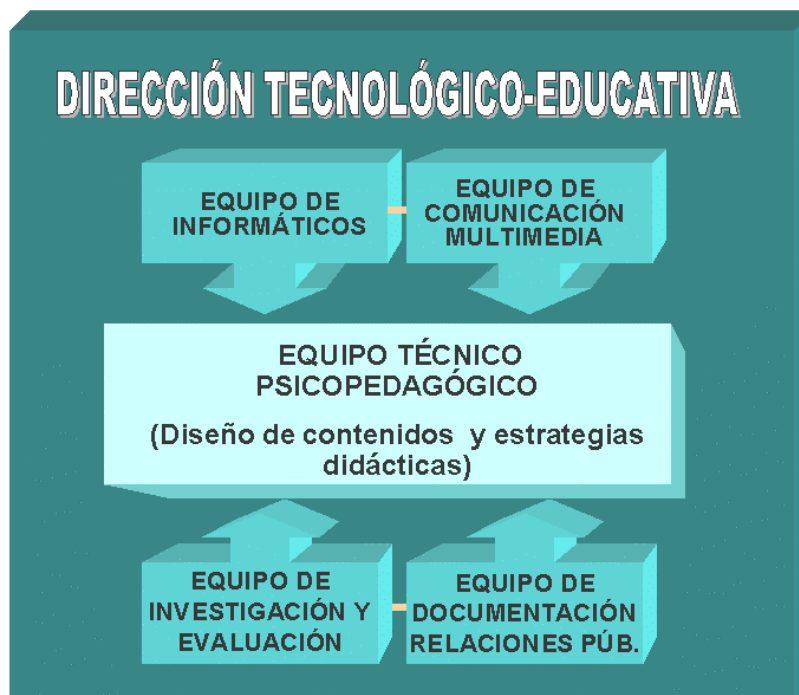 DIRECCIÓN TECNOLÓGICO-EDUCATIVA
EQUIPO DE
INFORMÁTICOS
EQUIPO DE
COMUNICACIÓN
MULTIMEDIA
EQUIPO TÉCNICO
PSICOPEDAGÓGICO
(Diseño de contenidos y estrategias
didácticas)
EQUIPO DE
INVESTIGACIÓN Y
EVALUACIÓN
EQUIPO DE
DOCUMENTACIÓN
RELACIONES PÚB.